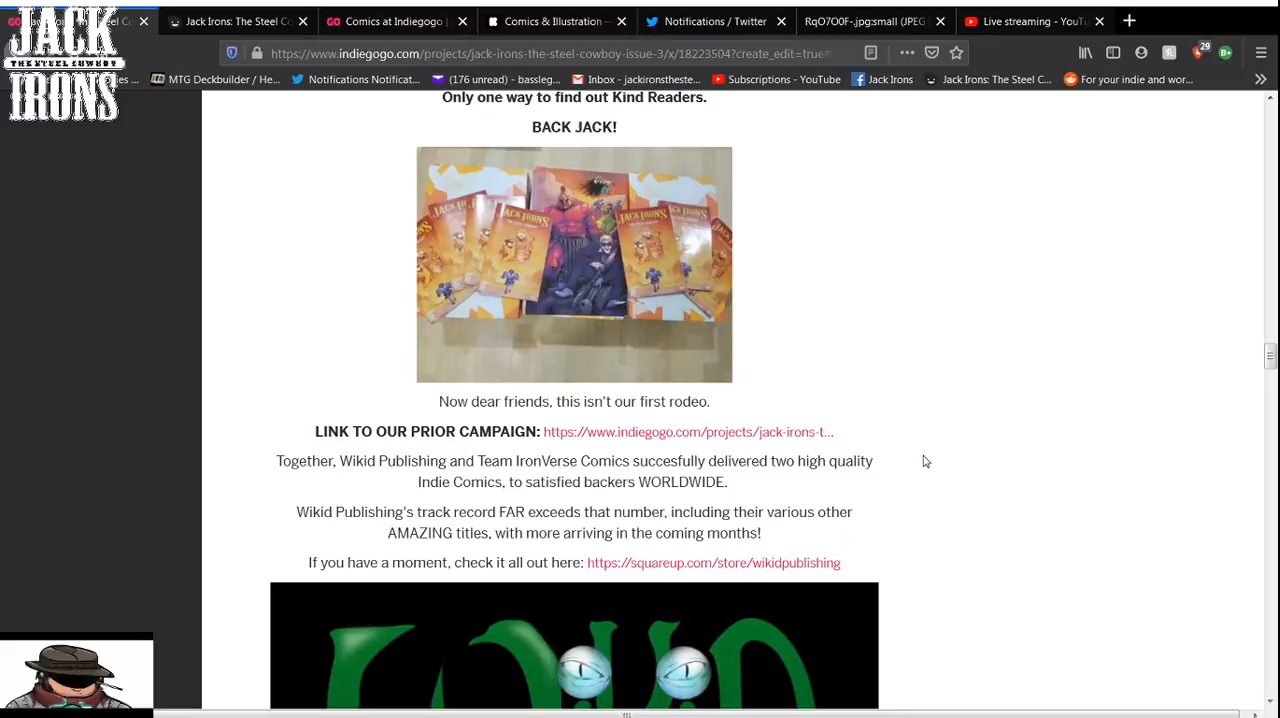 Jack Irons: The Steel Co
Comics at Indiegogo
Comics & Illustration —
Notifications / Twitter
RqO7O0F-.jpg:small (JPEG
Live streaming - YouTu
https://www.indiegogo.com/projects/jack-irons-the-steel-cowboy-issue-3/x/18223504?create_edit=true
29
MTG Deckbuilder / He...
Notifications Notificat...
(176 unread) - bassleg...
Inbox - jackironsthe...
Subscriptions - YouTube
Jack Irons
Jack Irons: The Steel C...
For your indie and wor...
JACK
THE STEEL COWBOY
IRONS
Only one way to find out Kind Readers.
BACK JACK!
JACK IRONS
JACK IRONS
Now dear friends, this isn't our first rodeo.
LINK TO OUR PRIOR CAMPAIGN: https://www.indiegogo.com/projects/jack-irons-t...
Together, Wikid Publishing and Team IronVerse Comics succesfully delivered two high quality
Indie Comics, to satisfied backers WORLDWIDE.
Wikid Publishing's track record FAR exceeds that number, including their various other
AMAZING titles, with more arriving in the coming months!
If you have a moment, check it all out here: https://squareup.com/store/wikidpublishing